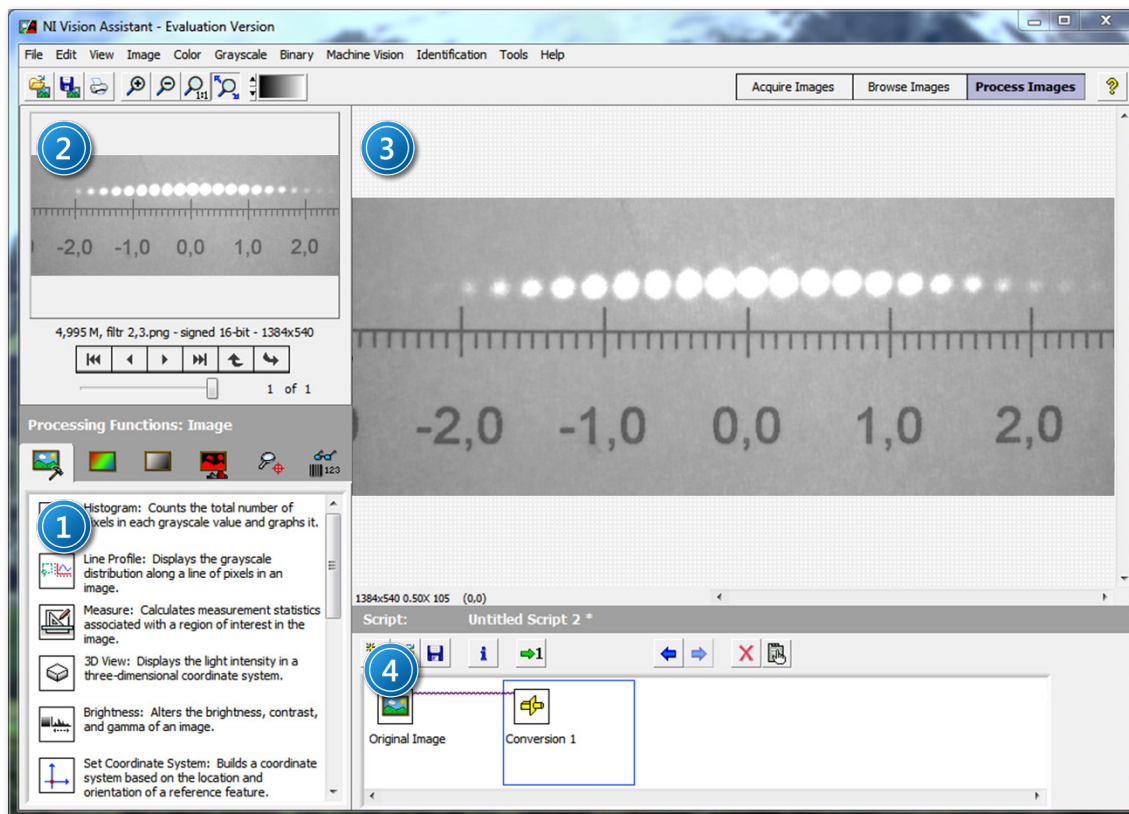 NI Vision Assistant - Evaluation Version
File Edit View Image Color Grayscale Binary Machine Vision Identification Tools Help
1:1
Acquire Images Browse Images Process Images ?
2
-2,0 -1,0 0,0 1,0 2,0
4,995 M, filtr 2,3.png - signed 16-bit - 1384x540
1 of 1
Processing Functions: Image
123
1
Histogram: Counts the total number of
pixels in each grayscale value and graphs it.
Line Profile: Displays the grayscale
distribution along a line of pixels in an
image.
Measure: Calculates measurement statistics
associated with a region of interest in the
image.
3D View: Displays the light intensity in a
three-dimensional coordinate system.
Brightness: Alters the brightness, contrast,
and gamma of an image.
Set Coordinate System: Builds a coordinate
system based on the location and
orientation of a reference feature.
3
-2,0 -1,0 0,0 1,0 2,0
1384x540 0.50X 105 (0,0)
Script: Untitled Script 2 *
i 1
4
Original Image Conversion 1